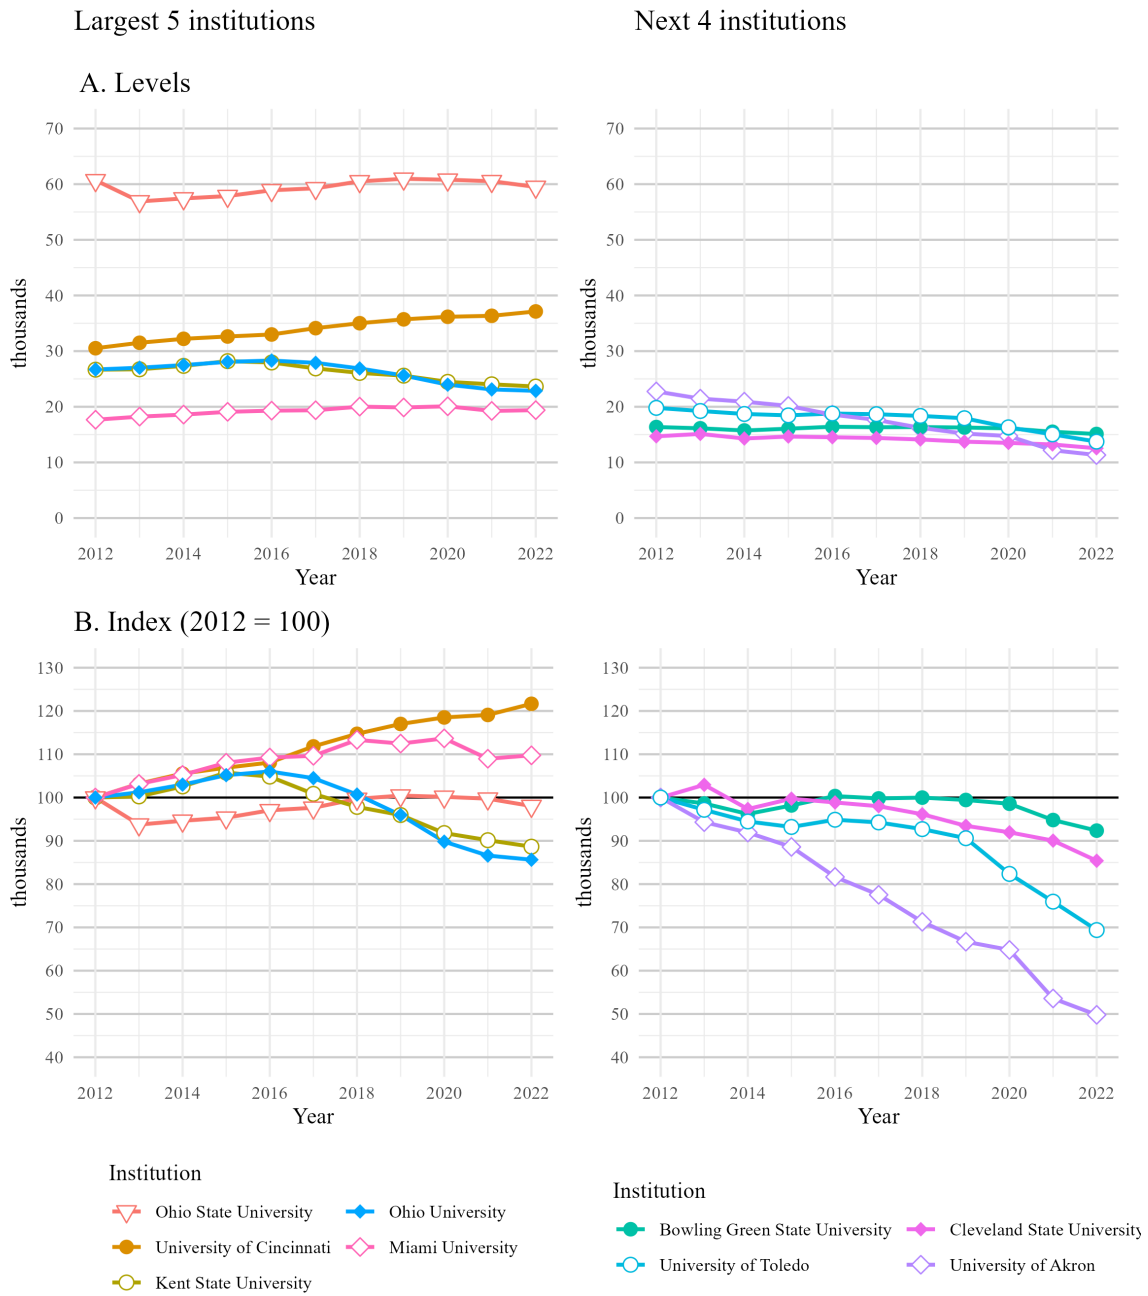 Largest 5 institutions
Next 4 institutions
A. Levels
70
60
50
40
30
20
10
0
thousands
2012 2014 2016 2018 2020 2022
Year
70
60
50
40
30
20
10
0
thousands
2012 2014 2016 2018 2020 2022
Year
B. Index (2012 = 100)
130
120
110
100
90
80
70
60
50
40
thousands
2012 2014 2016 2018 2020 2022
Year
130
120
110
100
90
80
70
60
50
40
thousands
2012 2014 2016 2018 2020 2022
Year
Institution
Ohio State University
Ohio University
University of Cincinnati
Miami University
Kent State University
Institution
Bowling Green State University
Cleveland State University
University of Toledo
University of Akron